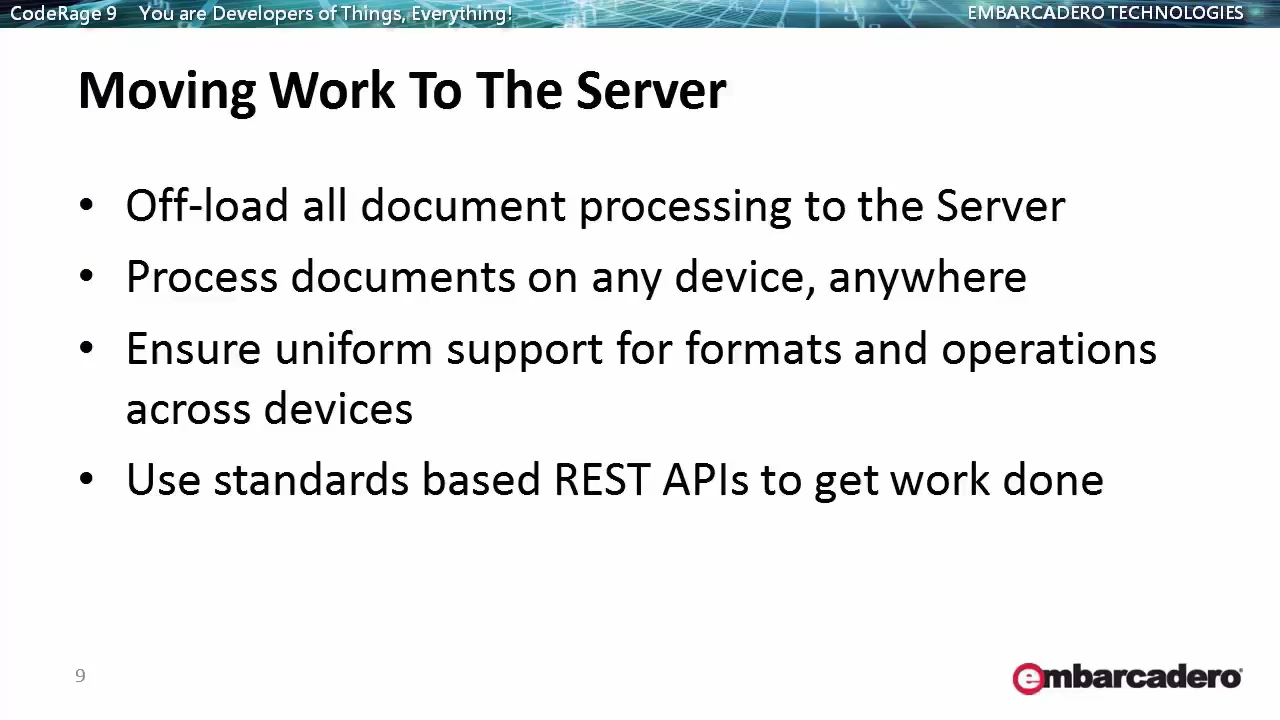 CodeRage 9 You are Developers of Things, Everything!
EMBARCADERO TECHNOLOGIES
Moving Work To The Server
• Off-load all document processing to the Server
• Process documents on any device, anywhere
• Ensure uniform support for formats and operations
across devices
• Use standards based REST APIs to get work done
9
embarcadero